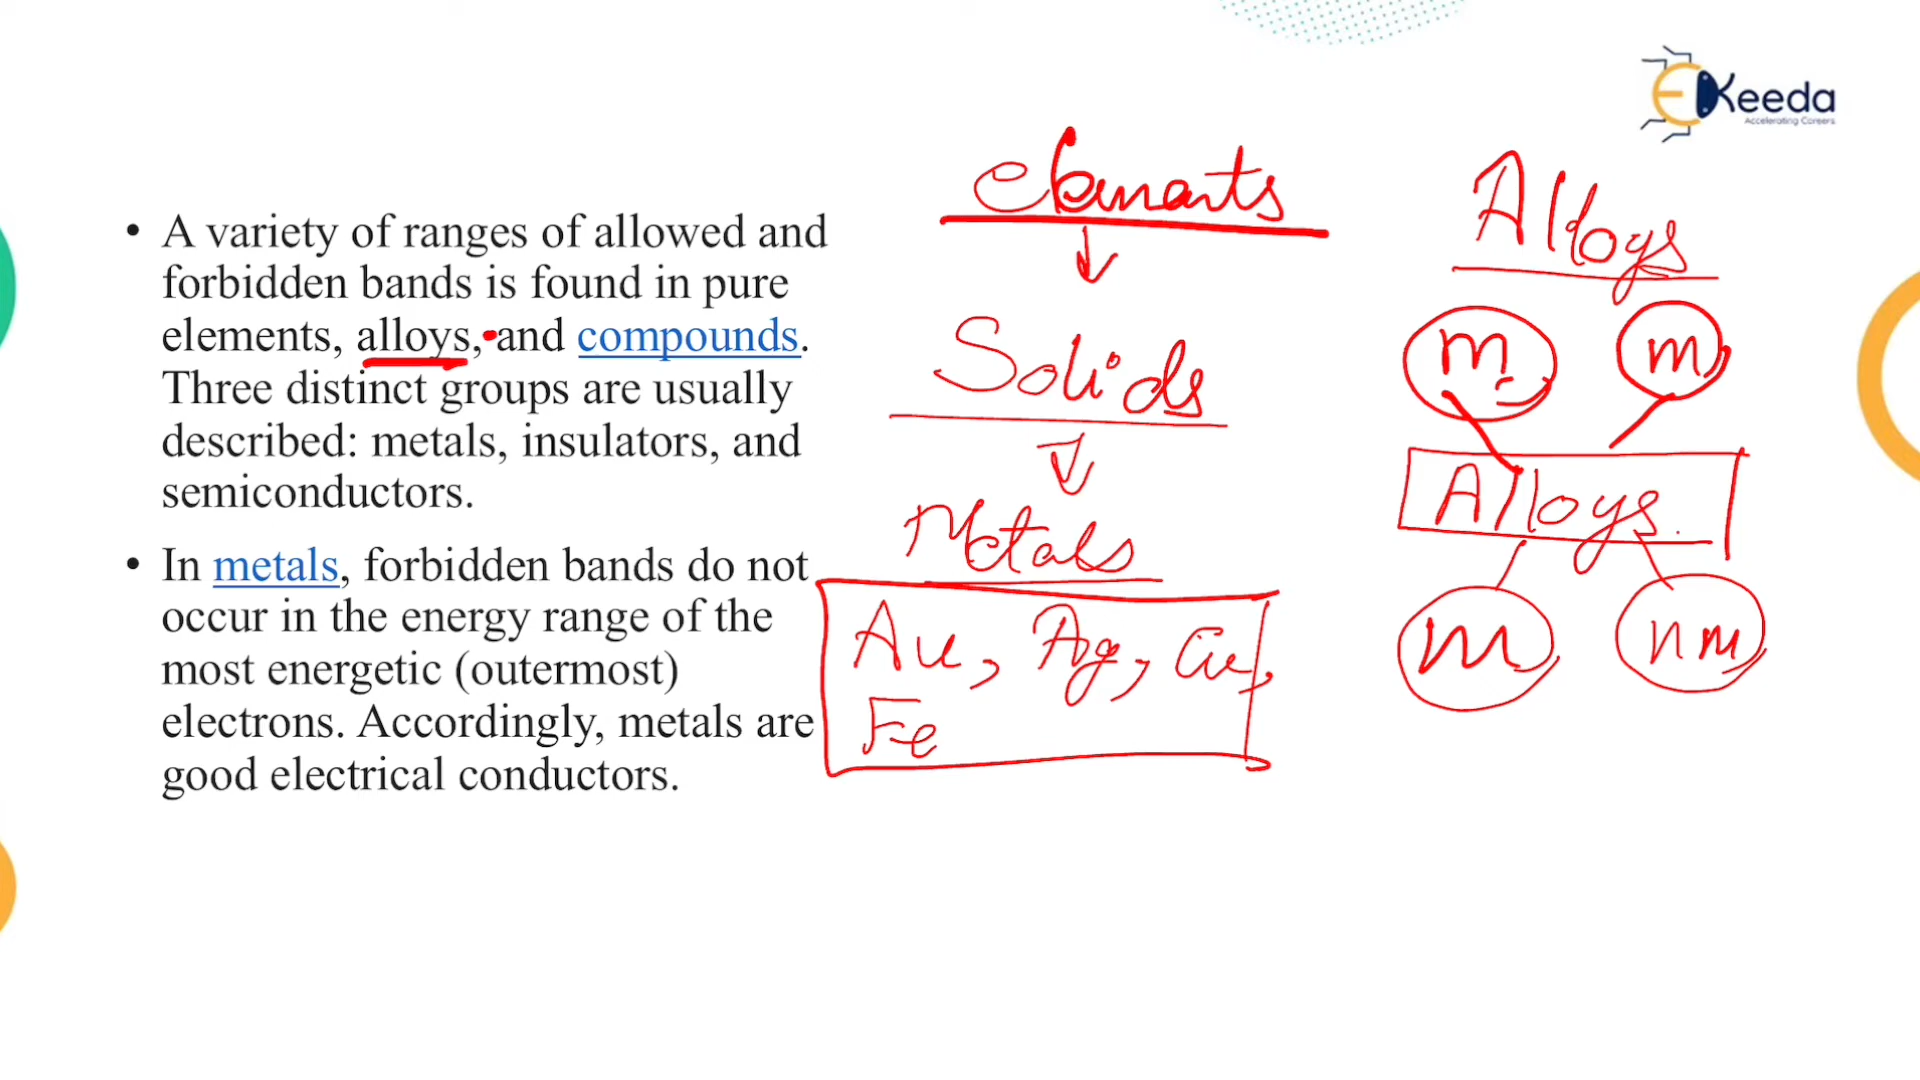 EKeeda
Accelerating Careers
• A variety of ranges of allowed and
forbidden bands is found in pure
elements, alloys, and compounds.
Three distinct groups are usually
described: metals, insulators, and
semiconductors.
• In metals, forbidden bands do not
occur in the energy range of the
most energetic (outermost)
electrons. Accordingly, metals are
good electrical conductors.
elements
Solids
Metals
Au, Ag, Cu,
Fe
Alloys
m m
Alloys.
m nm